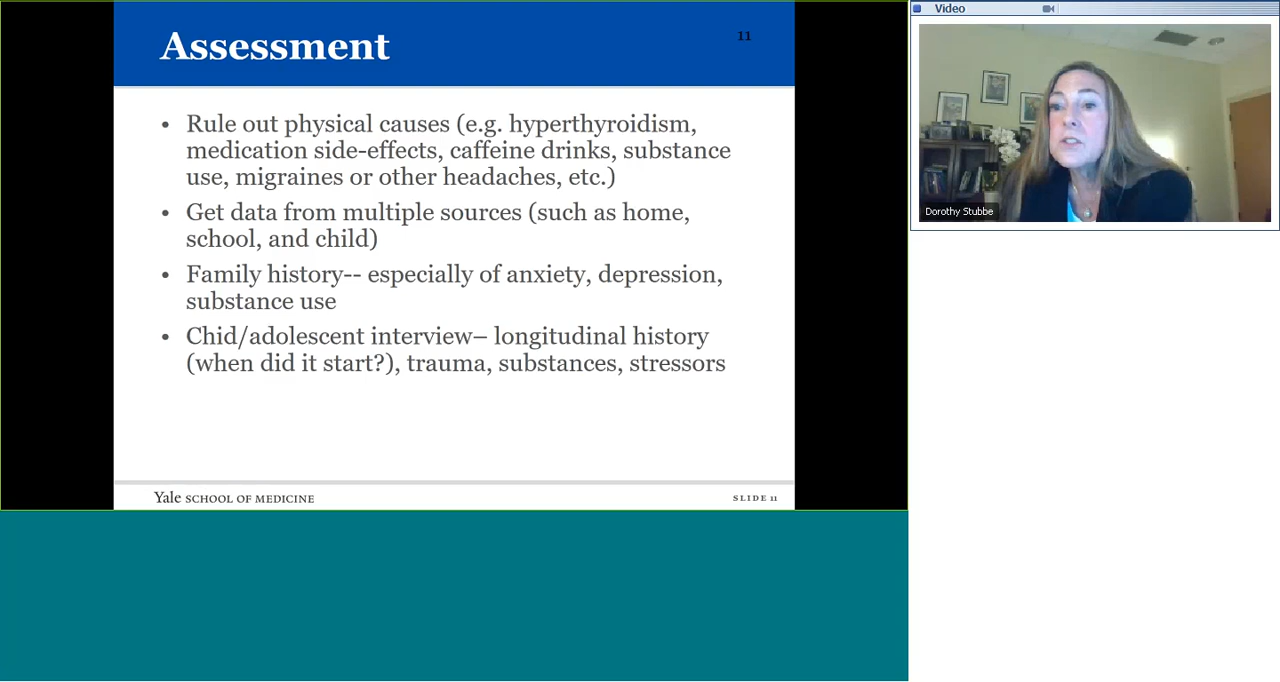 Assessment
11
• Rule out physical causes (e.g. hyperthyroidism,
medication side-effects, caffeine drinks, substance
use, migraines or other headaches, etc.)
• Get data from multiple sources (such as home,
school, and child)
• Family history-- especially of anxiety, depression,
substance use
• Chid/adolescent interview– longitudinal history
(when did it start?), trauma, substances, stressors
Yale SCHOOL OF MEDICINE
SLIDE 11
Video
Dorothy Stubbe